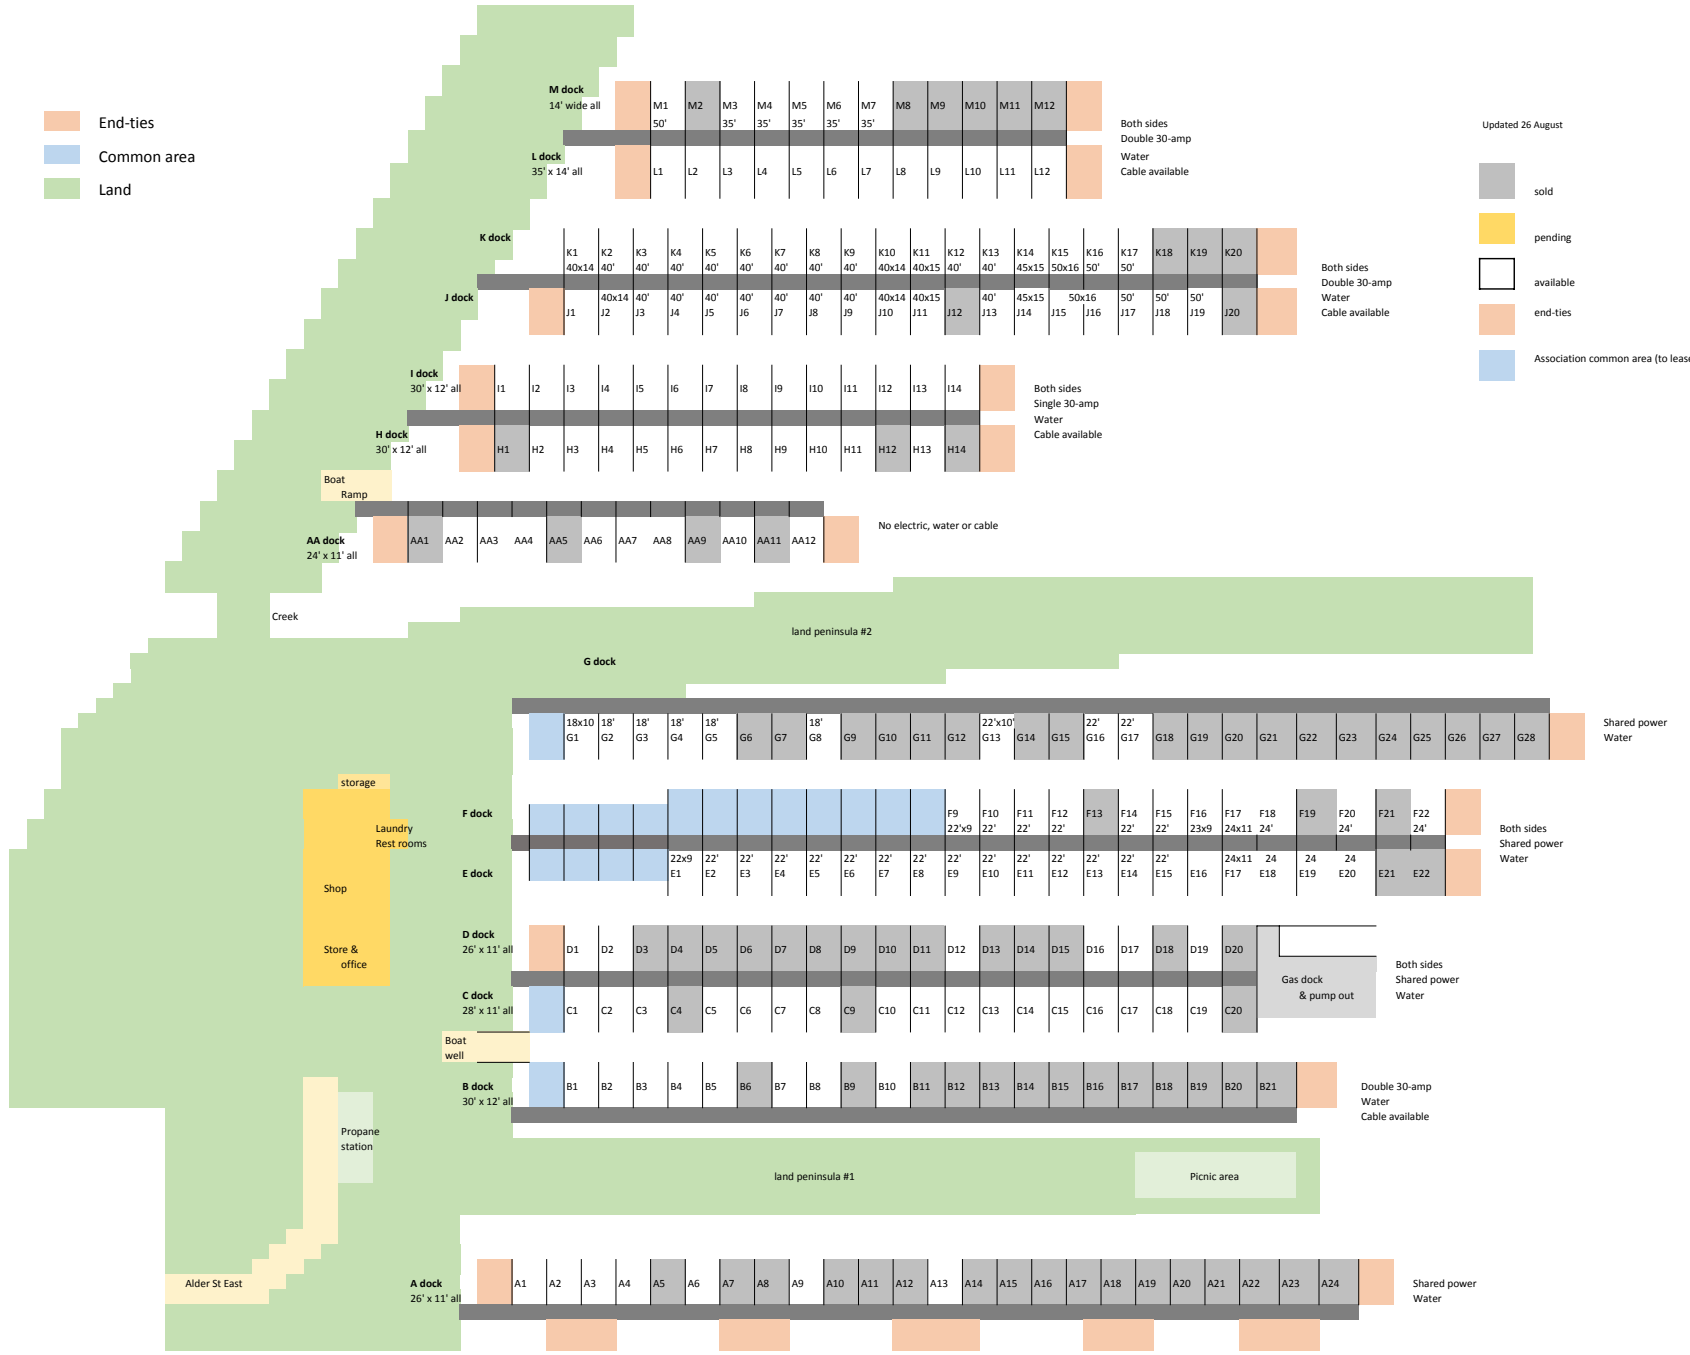 End-ties
Common area
Land
M dock
14' wide all
M1 M2 M3 M4 M5 M6 M7 M8 M9 M10 M11 M12
50' 35' 35' 35' 35' 35'
Both sides
Double 30-amp
Water
Cable available
L dock
35' x 14' all
L1 L2 L3 L4 L5 L6 L7 L8 L9 L10 L11 L12
Updated 26 August
sold
pending
available
end-ties
Association common area (to lease
K dock
K1 K2 K3 K4 K5 K6 K7 K8 K9 K10 K11 K12 K13 K14 K15 K16 K17 K18 K19 K20
40x14 40' 40' 40' 40' 40' 40' 40' 40' 40x14 40x15 40' 40' 45x15 50x16 50' 50'
Both sides
Double 30-amp
Water
Cable available
J dock
40x14 40' 40' 40' 40' 40' 40' 40' 40x14 40x15 40' 45x15 50x16 50' 50' 50'
J1 J2 J3 J4 J5 J6 J7 J8 J9 J10 J11 J12 J13 J14 J15 J16 J17 J18 J19 J20
I dock
30' x 12' all
I1 I2 I3 I4 I5 I6 I7 I8 I9 I10 I11 I12 I13 I14
Both sides
Single 30-amp
Water
Cable available
H dock
30' x 12' all
H1 H2 H3 H4 H5 H6 H7 H8 H9 H10 H11 H12 H13 H14
Boat
Ramp
AA dock
24' x 11' all
AA1 AA2 AA3 AA4 AA5 AA6 AA7 AA8 AA9 AA10 AA11 AA12
No electric, water or cable
Creek
land peninsula #2
G dock
18x10 18' 18' 18' 18' 18' 22'x10' 22' 22'
G1 G2 G3 G4 G5 G6 G7 G8 G9 G10 G11 G12 G13 G14 G15 G16 G17 G18 G19 G20 G21 G22 G23 G24 G25 G26 G27 G28
Shared power
Water
storage
Laundry
Rest rooms
Shop
Store &
office
F dock
F9 F10 F11 F12 F13 F14 F15 F16 F17 F18 F19 F20 F21 F22
22'x9 22' 22' 22' 22' 22' 23x9 24x11 24' 24' 24'
Both sides
Shared power
Water
E dock
22x9 22' 22' 22' 22' 22' 22' 22' 22' 22' 22' 22' 22' 22' 22' 24x11 24 24 24
E1 E2 E3 E4 E5 E6 E7 E8 E9 E10 E11 E12 E13 E14 E15 E16 F17 E18 E19 E20 E21 E22
D dock
26' x 11' all
D1 D2 D3 D4 D5 D6 D7 D8 D9 D10 D11 D12 D13 D14 D15 D16 D17 D18 D19 D20
Gas dock
& pump out
Both sides
Shared power
Water
C dock
28' x 11' all
C1 C2 C3 C4 C5 C6 C7 C8 C9 C10 C11 C12 C13 C14 C15 C16 C17 C18 C19 C20
Boat
well
B dock
30' x 12' all
B1 B2 B3 B4 B5 B6 B7 B8 B9 B10 B11 B12 B13 B14 B15 B16 B17 B18 B19 B20 B21
Double 30-amp
Water
Cable available
Propane
station
land peninsula #1
Picnic area
Alder St East
A dock
26' x 11' all
A1 A2 A3 A4 A5 A6 A7 A8 A9 A10 A11 A12 A13 A14 A15 A16 A17 A18 A19 A20 A21 A22 A23 A24
Shared power
Water